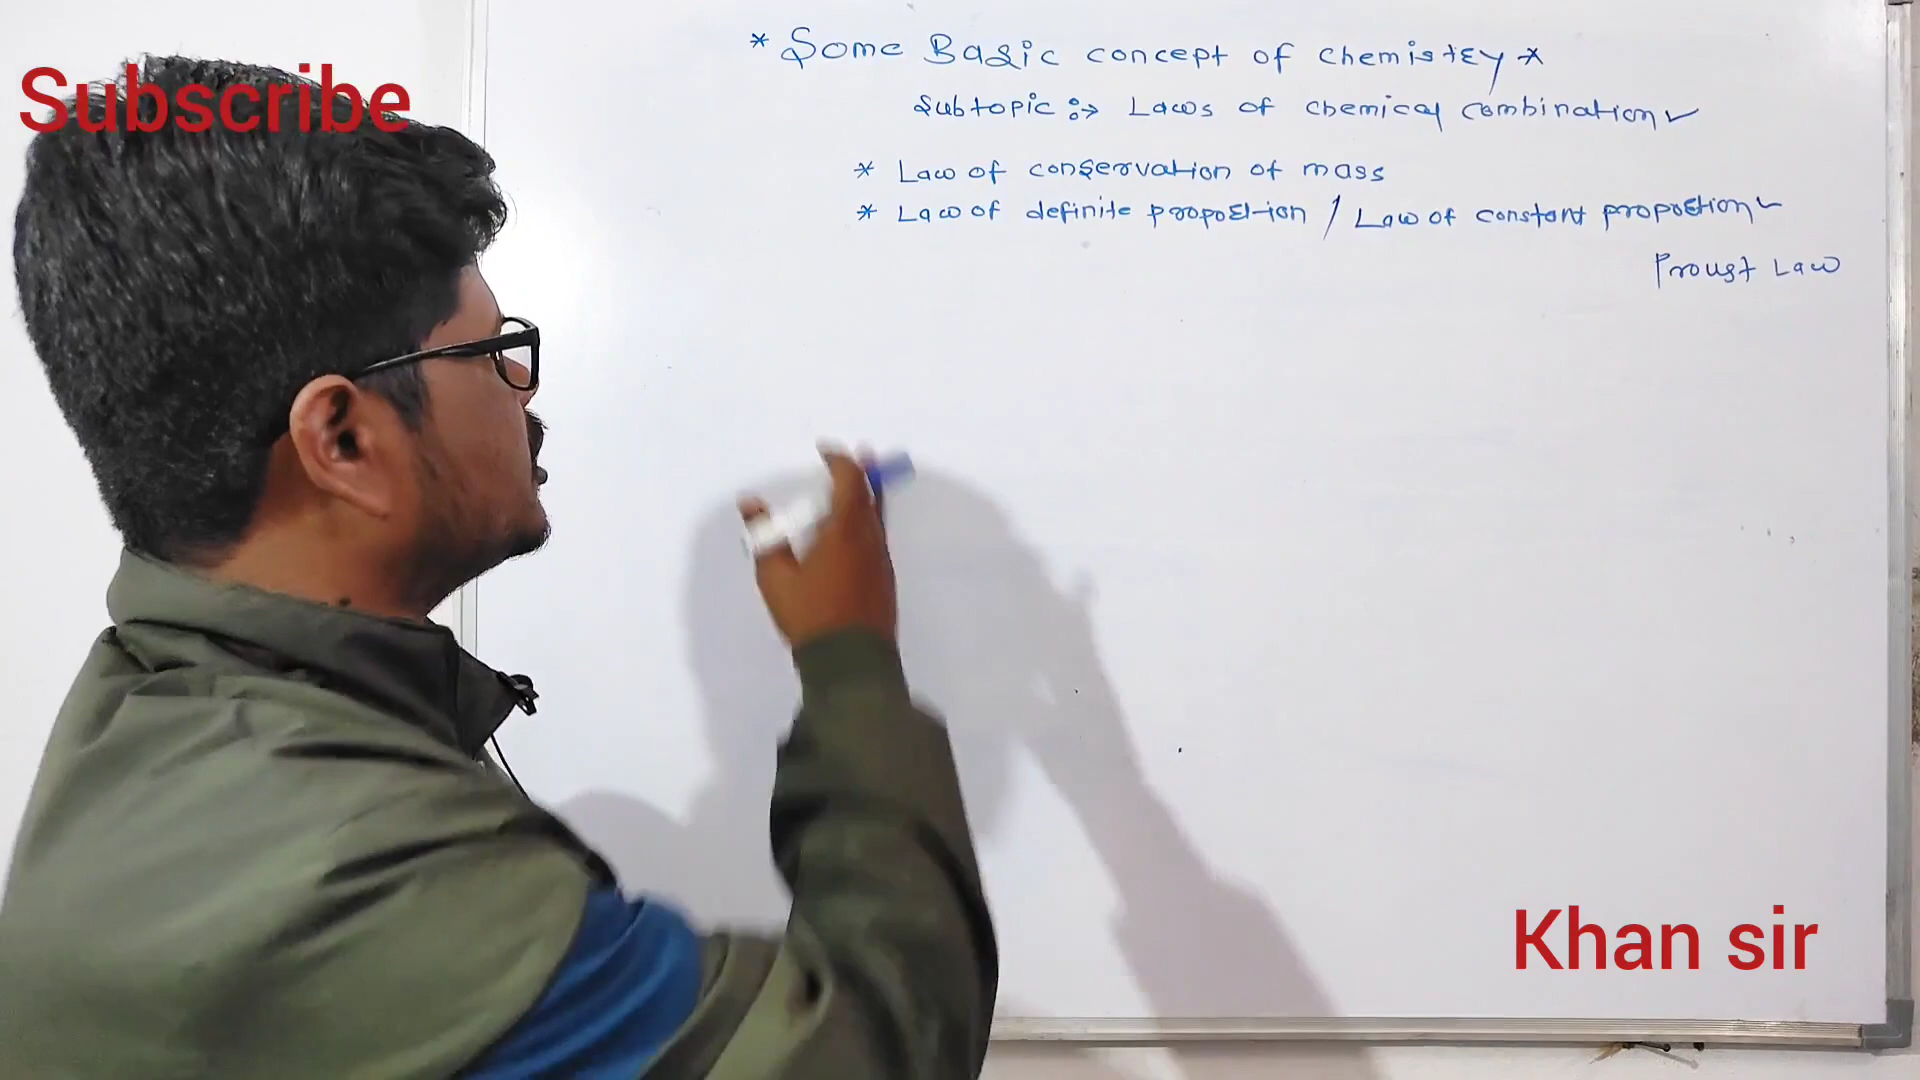 Subscribe
* Some Basic concept of chemistry *
Subtopic :→ Laws of chemical combination ✓
* Law of conservation of mass
* Law of definite proportion / Law of constant proportion ✓
Proust Law
Khan sir